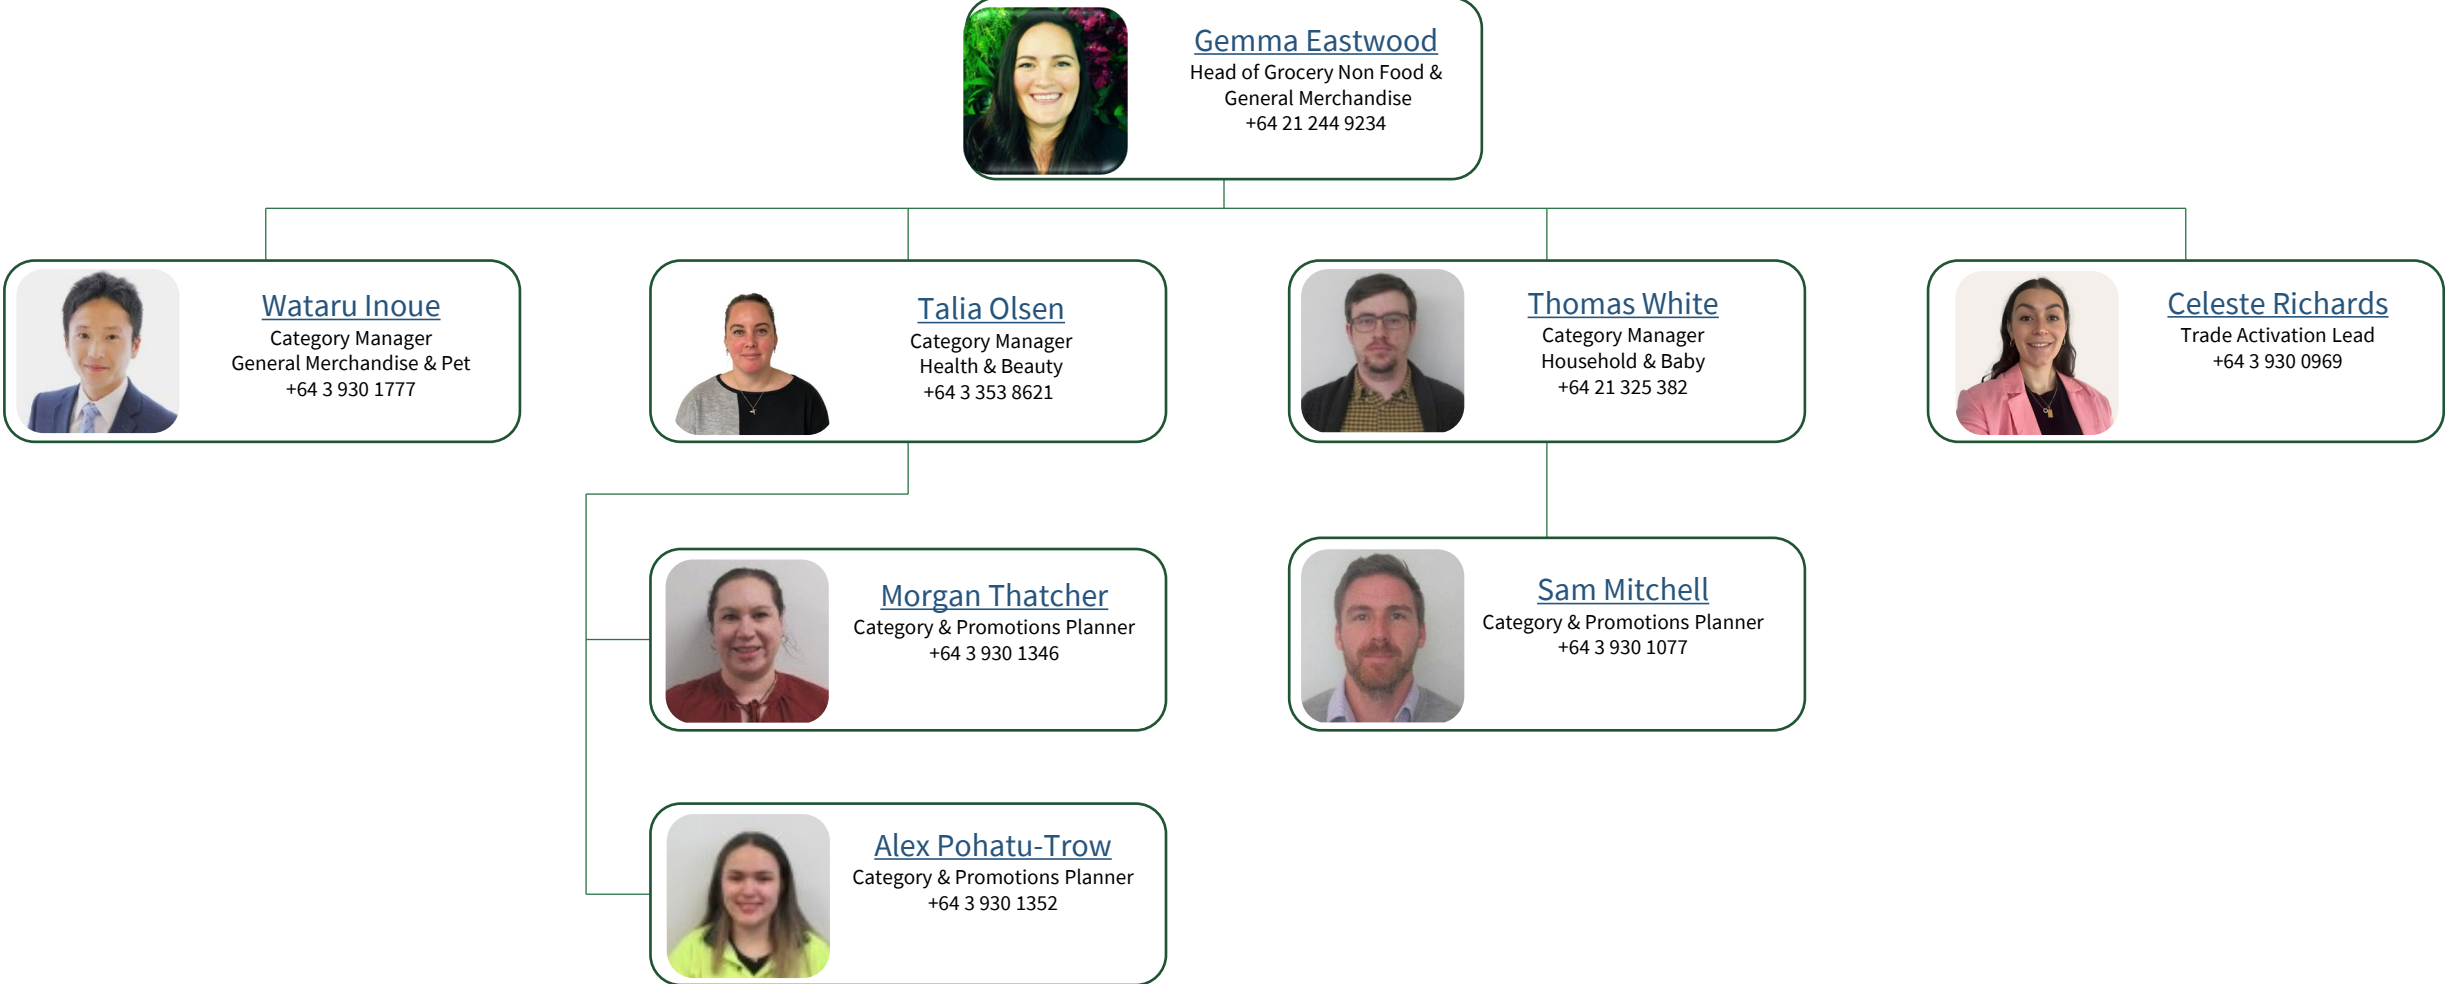 Gemma Eastwood
Head of Grocery Non Food &
General Merchandise
+64 21 244 9234
Wataru Inoue
Category Manager
General Merchandise & Pet
+64 3 930 1777
Talia Olsen
Category Manager
Health & Beauty
+64 3 353 8621
Thomas White
Category Manager
Household & Baby
+64 21 325 382
Celeste Richards
Trade Activation Lead
+64 3 930 0969
Morgan Thatcher
Category & Promotions Planner
+64 3 930 1346
Sam Mitchell
Category & Promotions Planner
+64 3 930 1077
Alex Pohatu-Trow
Category & Promotions Planner
+64 3 930 1352